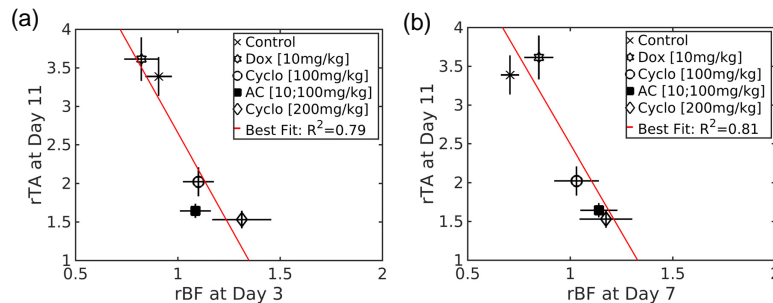 (a)
rTA at Day 11
4
3.5
3
2.5
2
1.5
1
0.5
1
1.5
2
rBF at Day 3
Control
Dox [10mg/kg]
Cyclo [100mg/kg]
AC [10;100mg/kg]
Cyclo [200mg/kg]
Best Fit: R²=0.79
(b)
rTA at Day 11
4
3.5
3
2.5
2
1.5
1
0.5
1
1.5
2
rBF at Day 7
Control
Dox [10mg/kg]
Cyclo [100mg/kg]
AC [10;100mg/kg]
Cyclo [200mg/kg]
Best Fit: R²=0.81